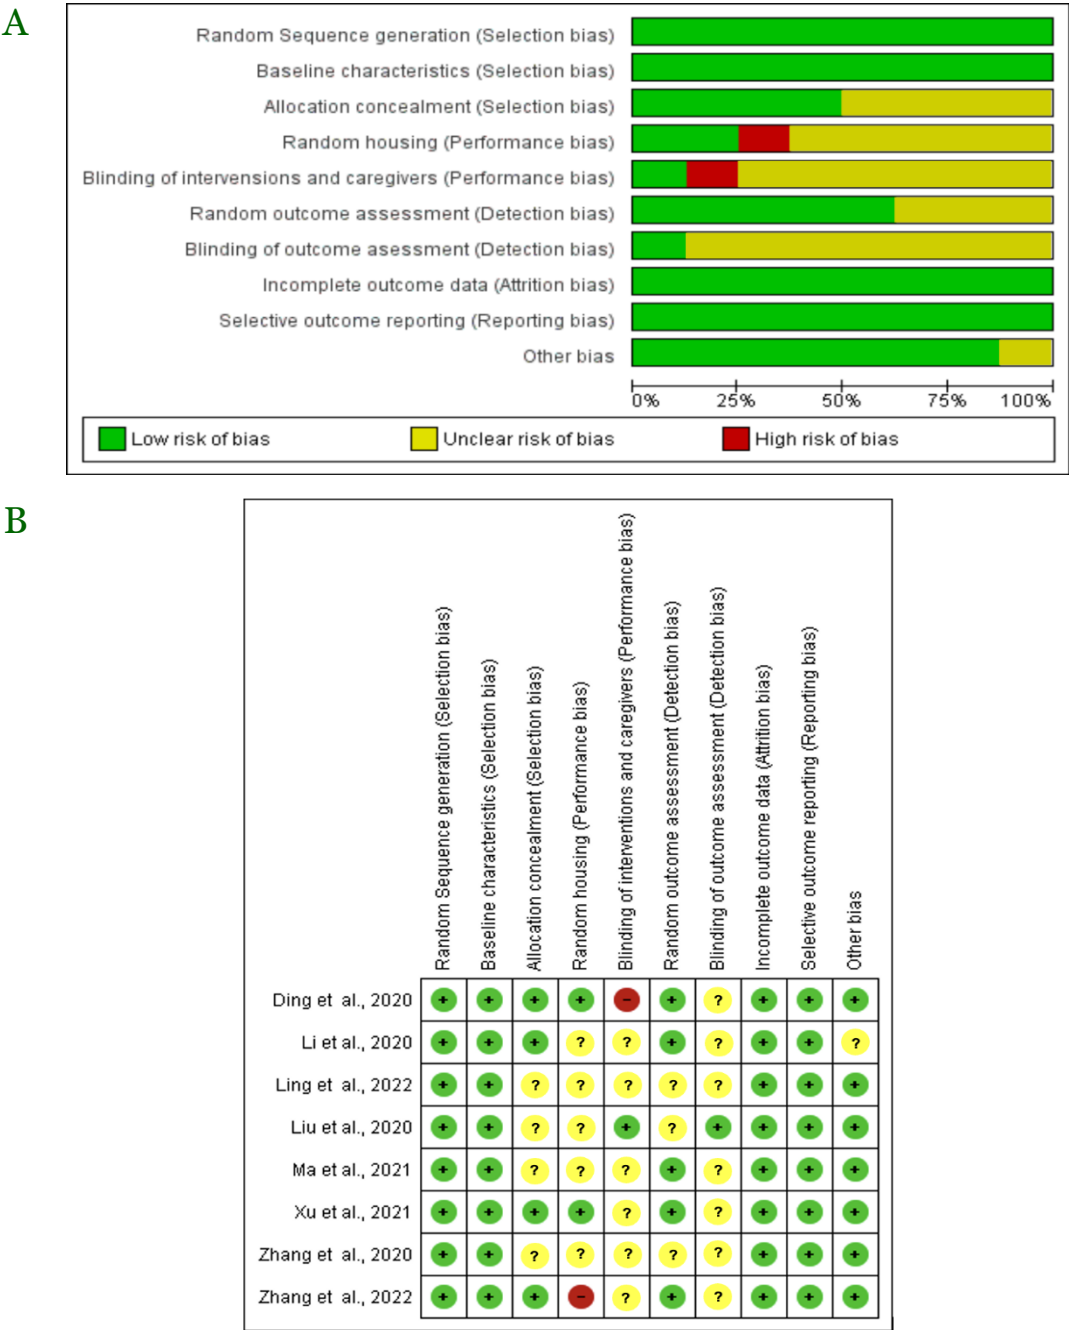 A
Random Sequence generation (Selection bias)
Baseline characteristics (Selection bias)
Allocation concealment (Selection bias)
Random housing (Performance bias)
Blinding of intervensions and caregivers (Performance bias)
Random outcome assessment (Detection bias)
Blinding of outcome asessment (Detection bias)
Incomplete outcome data (Attrition bias)
Selective outcome reporting (Reporting bias)
Other bias
0% 25% 50% 75% 100%
Low risk of bias Unclear risk of bias High risk of bias
B
Random Sequence generation (Selection bias)
Baseline characteristics (Selection bias)
Allocation concealment (Selection bias)
Random housing (Performance bias)
Blinding of interventions and caregivers (Performance bias)
Random outcome assessment (Detection bias)
Blinding of outcome assessment (Detection bias)
Incomplete outcome data (Attrition bias)
Selective outcome reporting (Reporting bias)
Other bias
Ding et al., 2020 + + + + - + ? + + +
Li et al., 2020 + + + ? ? + ? + + ?
Ling et al., 2022 + + ? ? ? ? ? + + +
Liu et al., 2020 + + ? ? + ? + + + +
Ma et al., 2021 + + ? ? ? + ? + + +
Xu et al., 2021 + + + + ? + ? + + +
Zhang et al., 2020 + + ? ? ? ? ? + + +
Zhang et al., 2022 + + + - ? + ? + + +